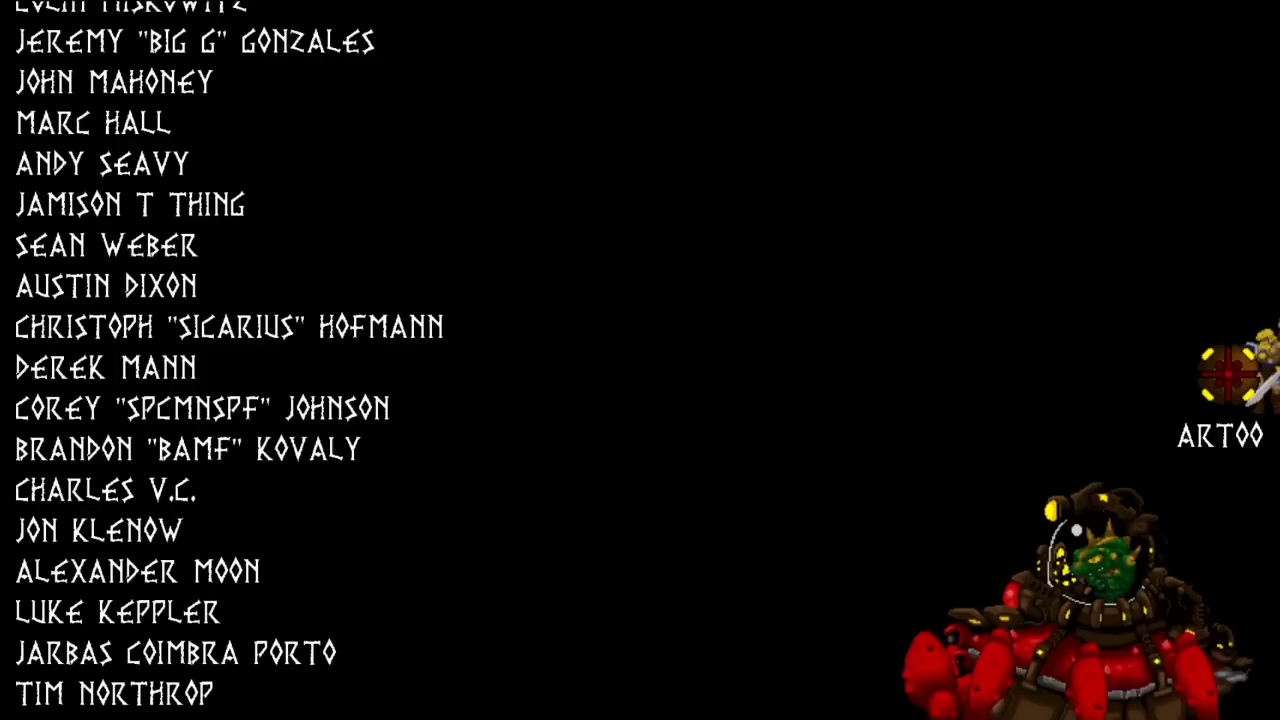 JEREMY "BIG G" GONZALES
JOHN MAHONEY
MARC HALL
ANDY SEAVY
JAMISON T THING
SEAN WEBER
AUSTIN DIXON
CHRISTOPH "SICARIUS" HOFMANN
DEREK MANN
COREY "SPCMNSPF" JOHNSON
BRANDON "BAMF" KOVALY
CHARLES V.C.
JON KLENOW
ALEXANDER MOON
LUKE KEPPLER
JARBAS COIMBRA PORTO
TIM NORTHROP
ARTOO